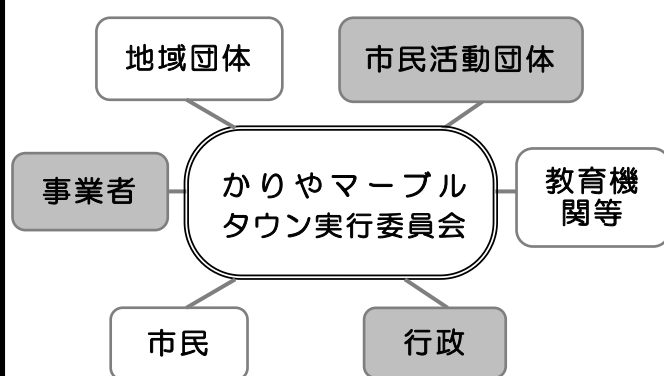 地域団体
市民活動団体
事業者
かりやマーブル
タウン実行委員会
教育機
関等
市民
行政